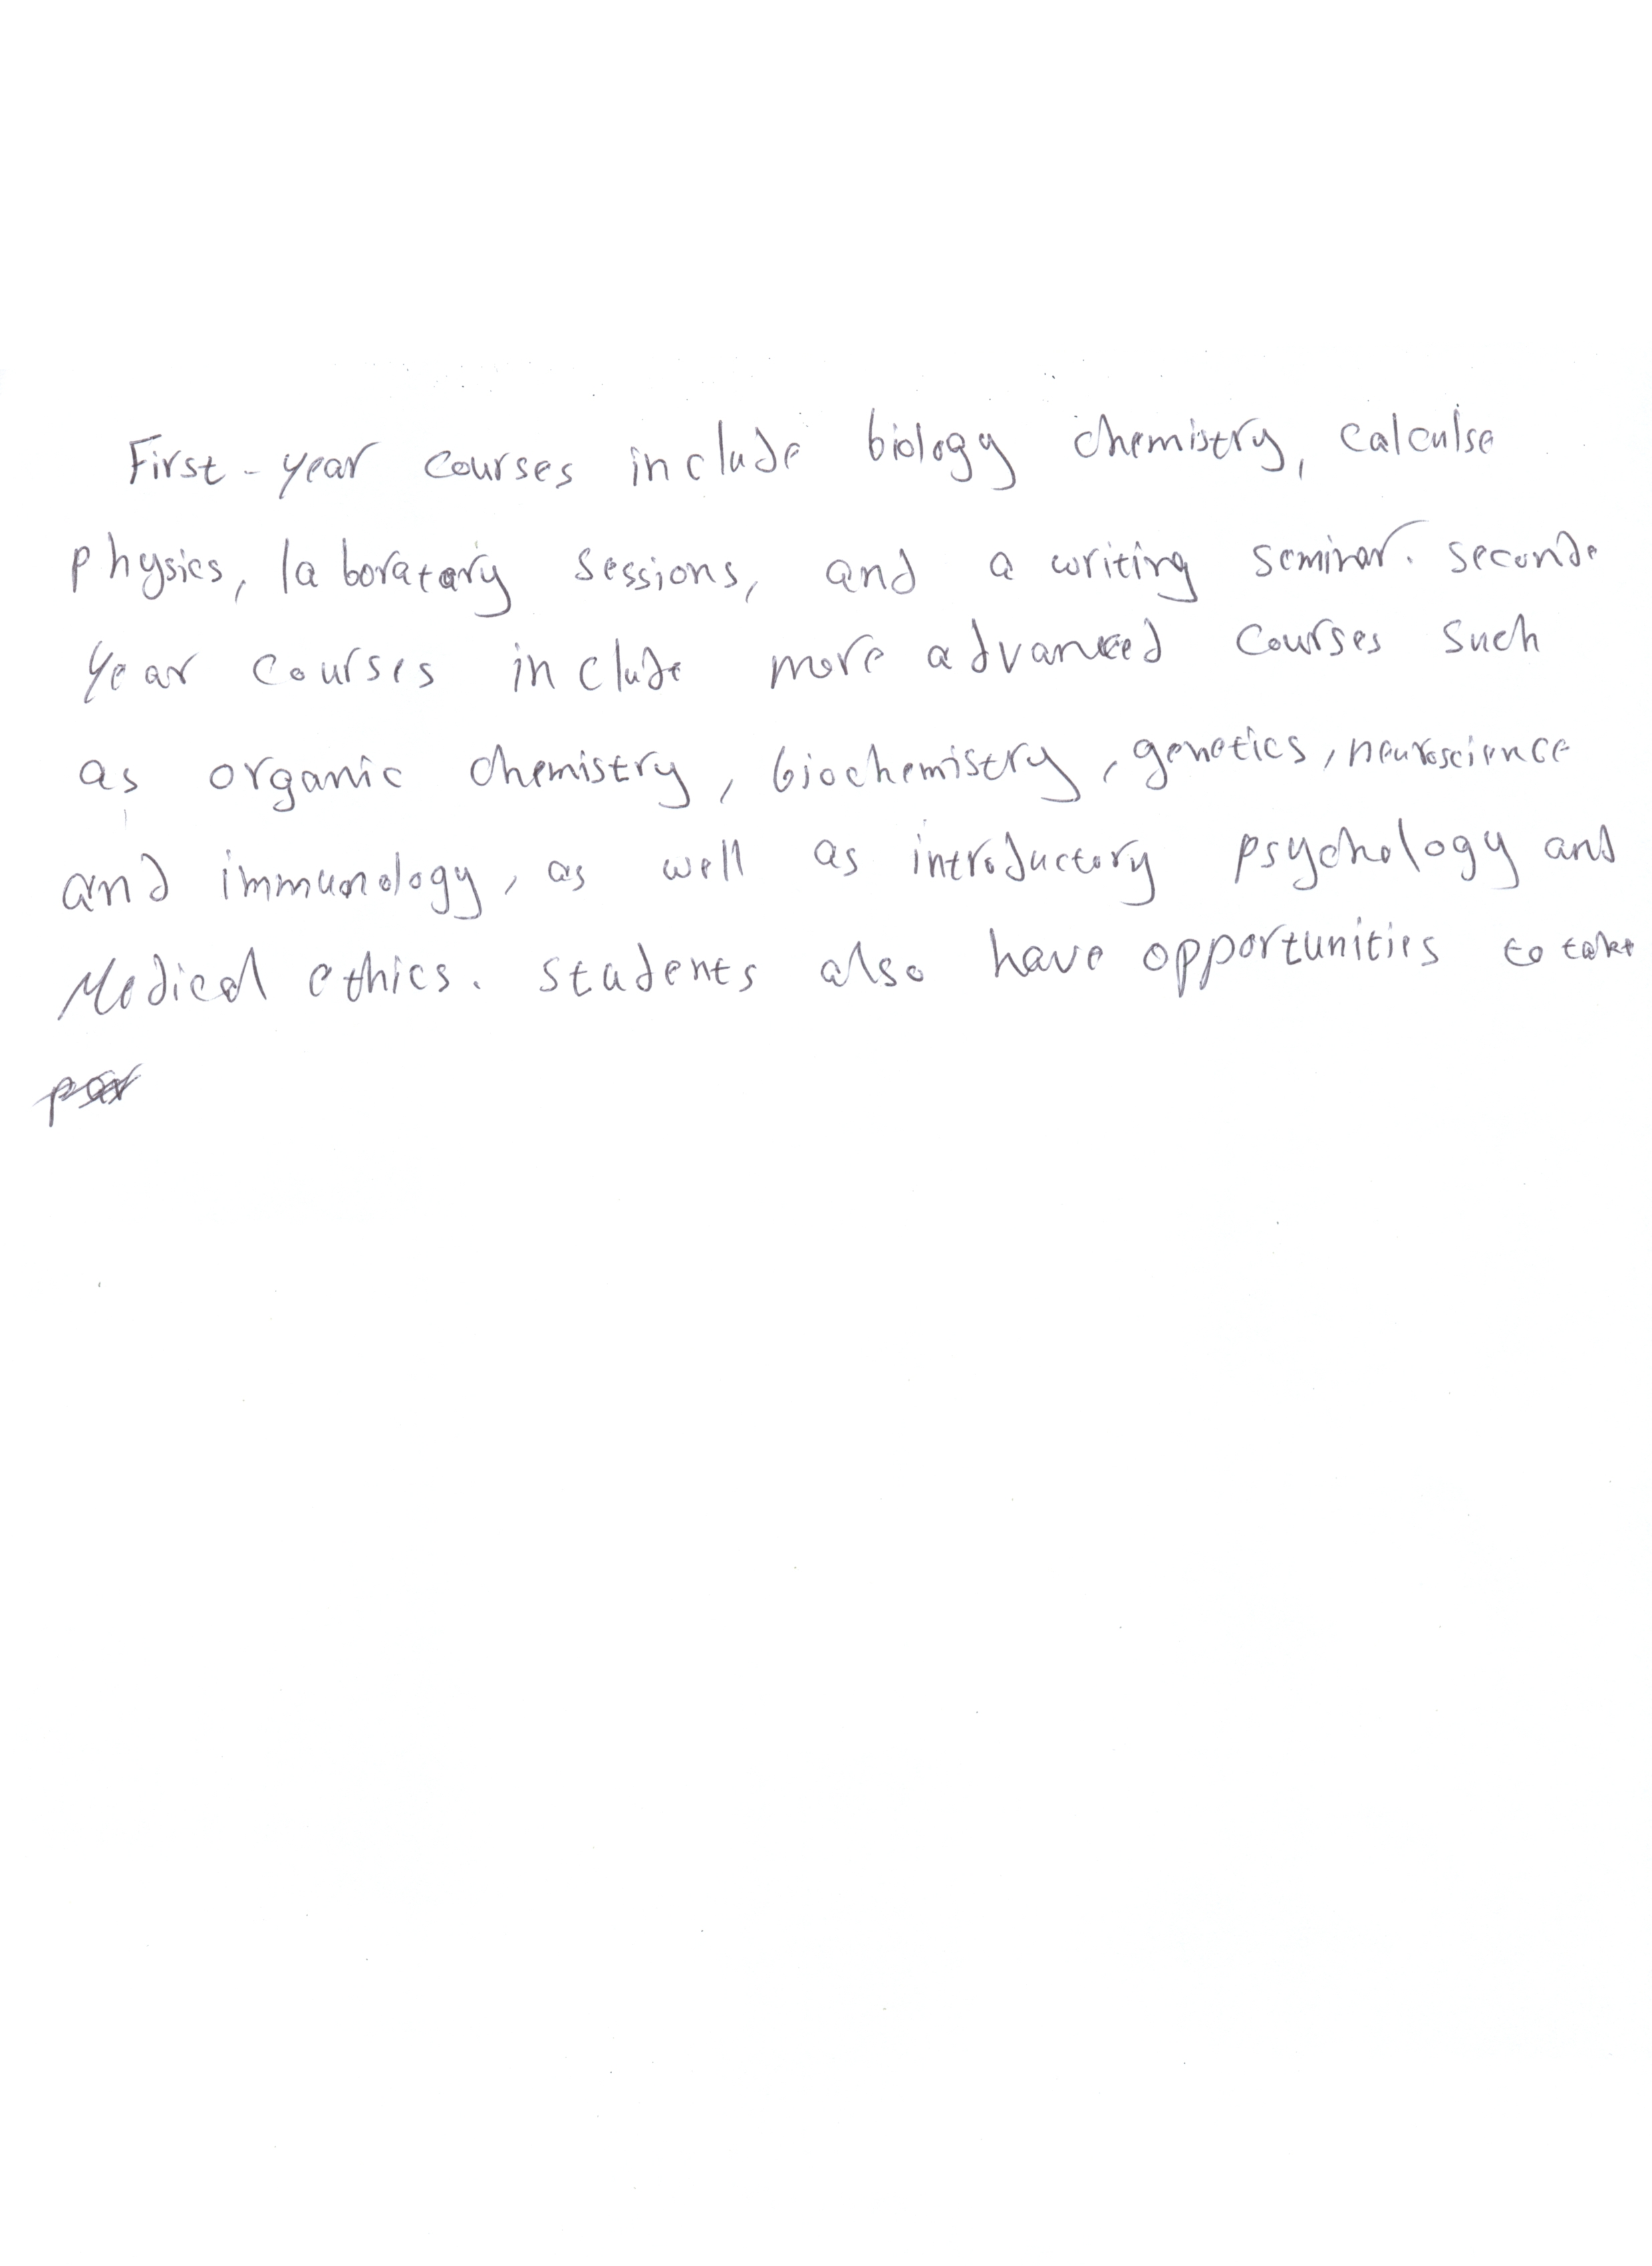 First-year courses include biology chemistry, calculse
physics, laboratary sessions, and a writing seminar. seconde
year courses include more advanced courses such
as organic chemistry, biochemistry, genetics, neuroscience
and immunology, as well as introductory psychology and
Medical ethics. students also have opportunities to take